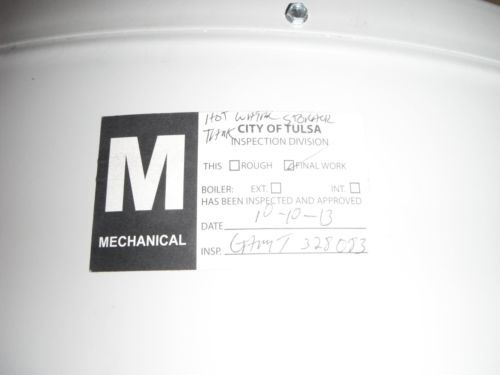 HOT WATER STORAGE
TANK CITY OF TULSA
INSPECTION DIVISION
THIS ROUGH FINAL WORK
BOILER: EXT. INT.
HAS BEEN INSPECTED AND APPROVED
DATE 10-10-13
INSP. 328083
M
MECHANICAL